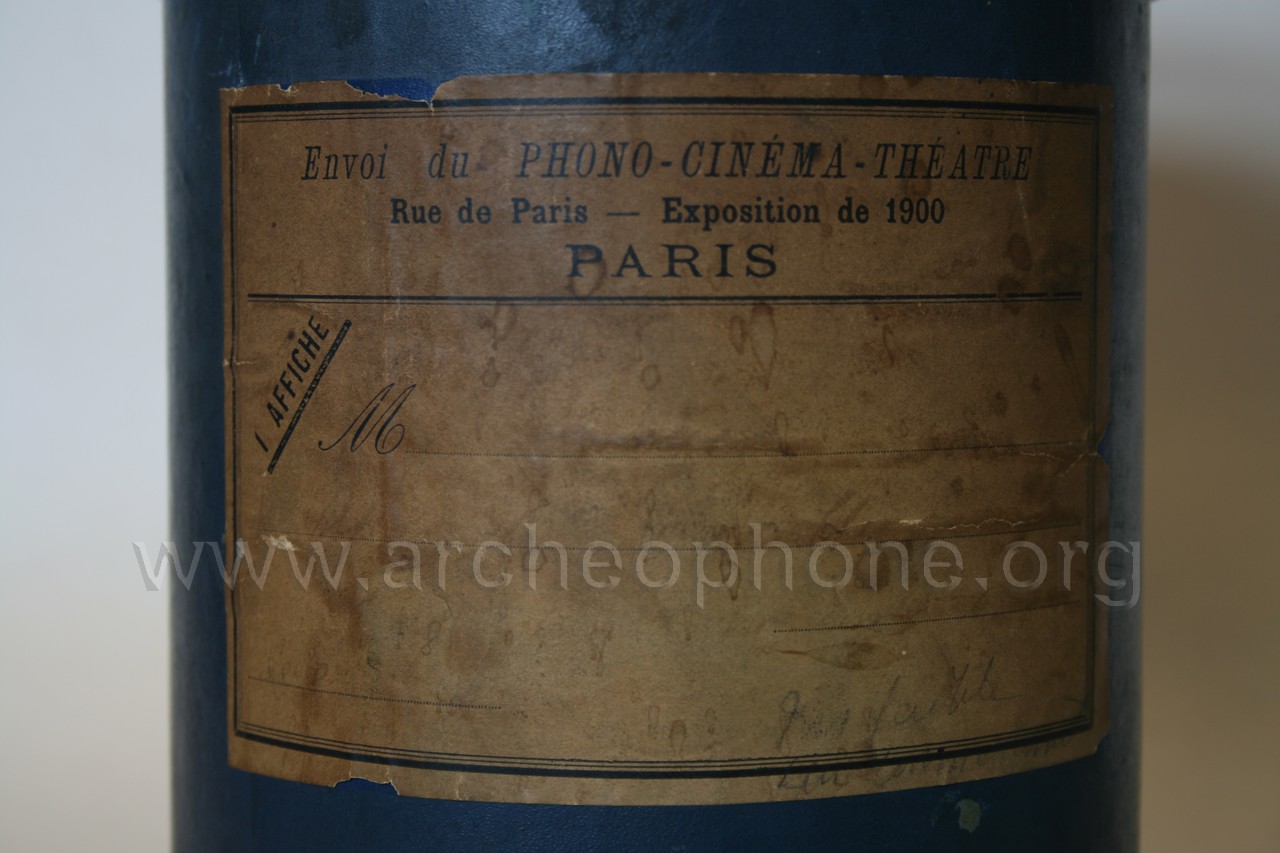 Envoi du PHONO-CINÉMA-THÉATRE
Rue de Paris — Exposition de 1900
PARIS
1 AFFICHE
M
www.archeophone.org